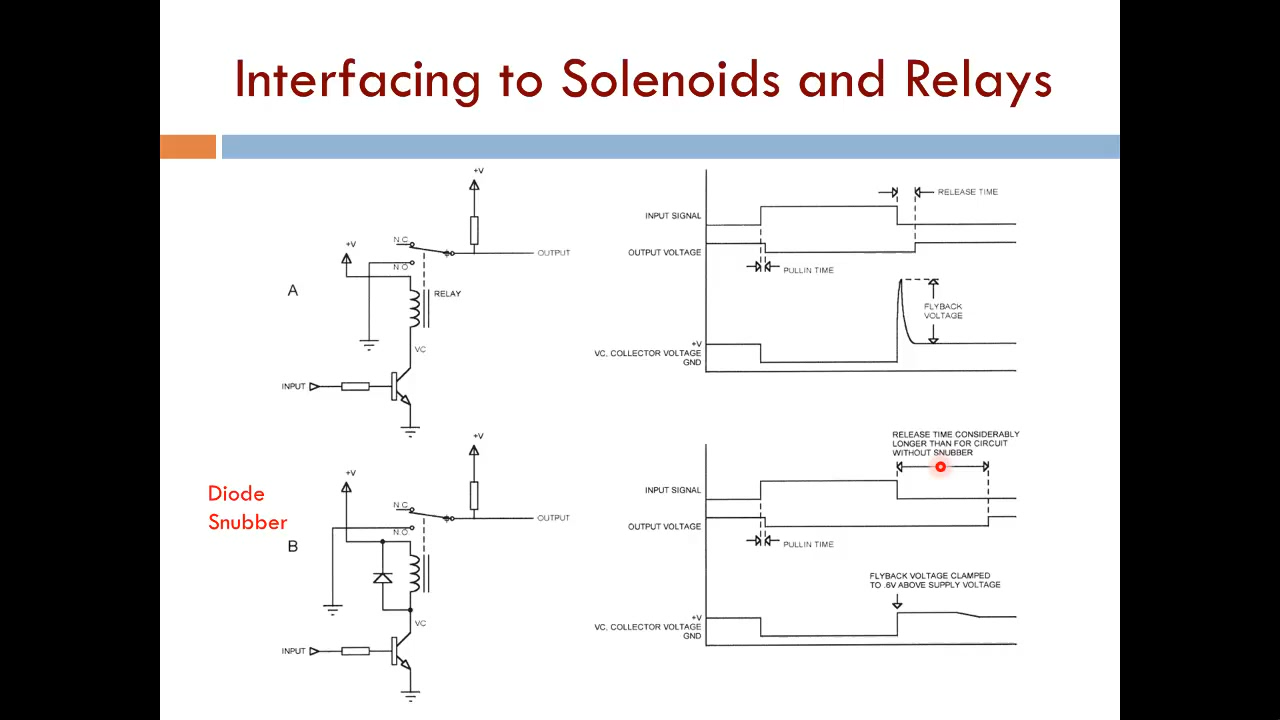 Interfacing to Solenoids and Relays
+V
+V
N.C.
N.O.
OUTPUT
A
RELAY
VC
INPUT
RELEASE TIME
INPUT SIGNAL
OUTPUT VOLTAGE
PULLIN TIME
FLYBACK
VOLTAGE
+V
VC, COLLECTOR VOLTAGE
GND
+V
+V
Diode
Snubber
N.C.
N.O.
OUTPUT
B
VC
INPUT
RELEASE TIME CONSIDERABLY
LONGER THAN FOR CIRCUIT
WITHOUT SNUBBER
INPUT SIGNAL
OUTPUT VOLTAGE
PULLIN TIME
FLYBACK VOLTAGE CLAMPED
TO .6V ABOVE SUPPLY VOLTAGE
+V
VC, COLLECTOR VOLTAGE
GND